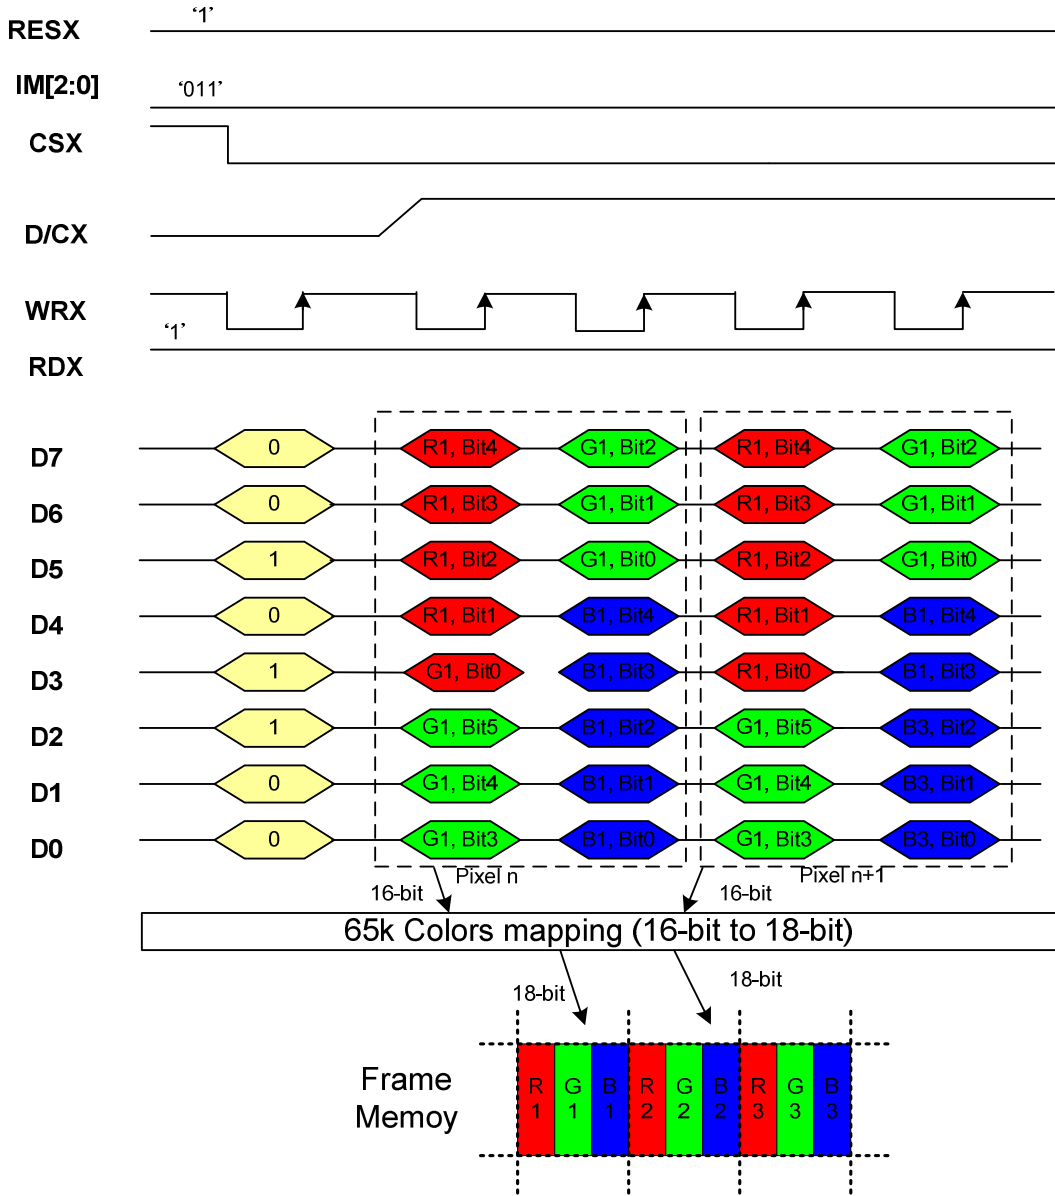 RESX ‘1’
IM[2:0] ‘011’
CSX
D/CX
WRX
‘1’
RDX
D7 0 R1, Bit4 G1, Bit2 R1, Bit4 G1, Bit2
D6 0 R1, Bit3 G1, Bit1 R1, Bit3 G1, Bit1
D5 1 R1, Bit2 G1, Bit0 R1, Bit2 G1, Bit0
D4 0 R1, Bit1 B1, Bit4 R1, Bit1 B1, Bit4
D3 1 G1, Bit0 B1, Bit3 R1, Bit0 B1, Bit3
D2 1 G1, Bit5 B1, Bit2 G1, Bit5 B3, Bit2
D1 0 G1, Bit4 B1, Bit1 G1, Bit4 B3, Bit1
D0 0 G1, Bit3 B1, Bit0 G1, Bit3 B3, Bit0
Pixel n Pixel n+1
16-bit 16-bit
65k Colors mapping (16-bit to 18-bit)
18-bit 18-bit
Frame
Memoy
R G B R G B R G B
1 1 1 2 2 2 3 3 3